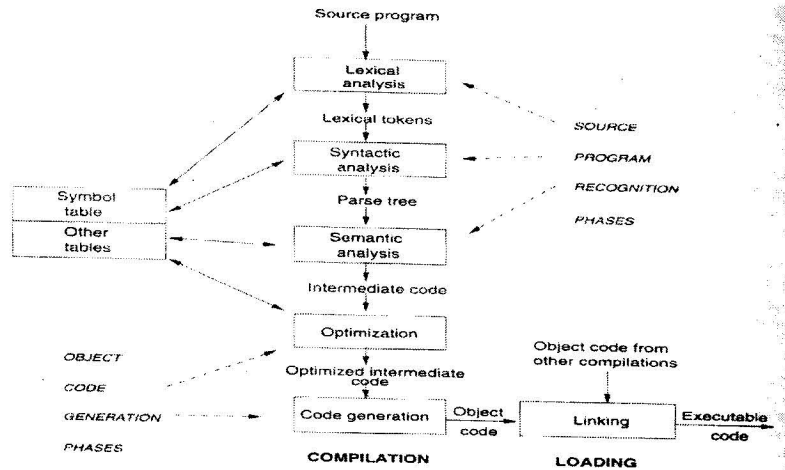 Source program
Lexical
analysis
Lexical tokens
SOURCE
Syntactic
analysis
PROGRAM
Parse tree
RECOGNITION
Symbol
table
PHASES
Other
tables
Semantic
analysis
Intermediate code
Optimization
Object code from
other compilations
OBJECT
CODE
Optimized intermediate
code
GENERATION
Code generation
Object
code
Linking
Executable
code
PHASES
COMPILATION
LOADING